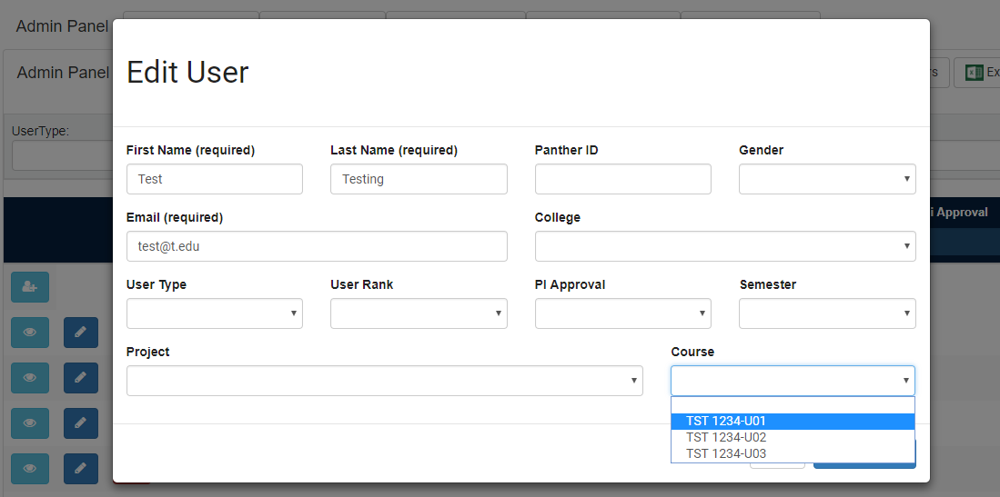 Admin Panel
Edit User
Admin Panel
Ex
UserType:
First Name (required) Last Name (required) Panther ID Gender
Test Testing
Email (required) College
i Approval
test@t.edu
User Type User Rank PI Approval Semester
Project Course
TST 1234-U01
TST 1234-U02
TST 1234-U03